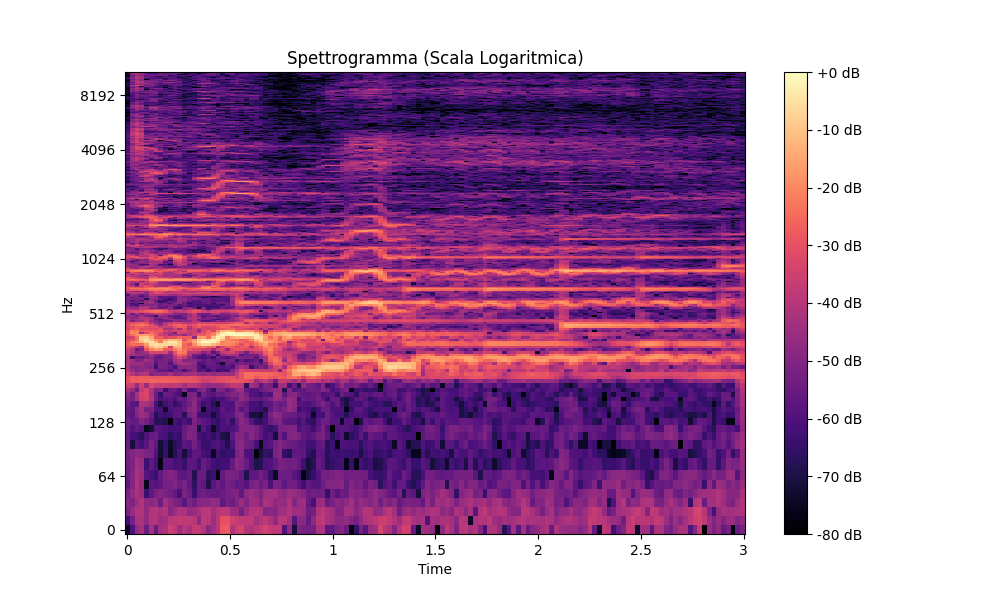 Spettrogramma (Scala Logaritmica)
Hz
8192
4096
2048
1024
512
256
128
64
0
0 0.5 1 1.5 2 2.5 3
Time
+0 dB
-10 dB
-20 dB
-30 dB
-40 dB
-50 dB
-60 dB
-70 dB
-80 dB